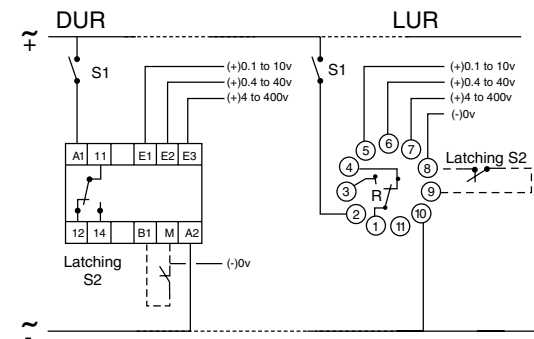 DUR
LUR
~
+
S1
(+)0.1 to 10v
(+)0.4 to 40v
(+)4 to 400v
S1
(+)0.1 to 10v
(+)0.4 to 40v
(+)4 to 400v
(-)0v
A1 11 E1 E2 E3
12 14 B1 M A2
Latching
S2
(-)0v
5 6 7
4 8
Latching S2
3 R 9
2 1 11 10
~
-